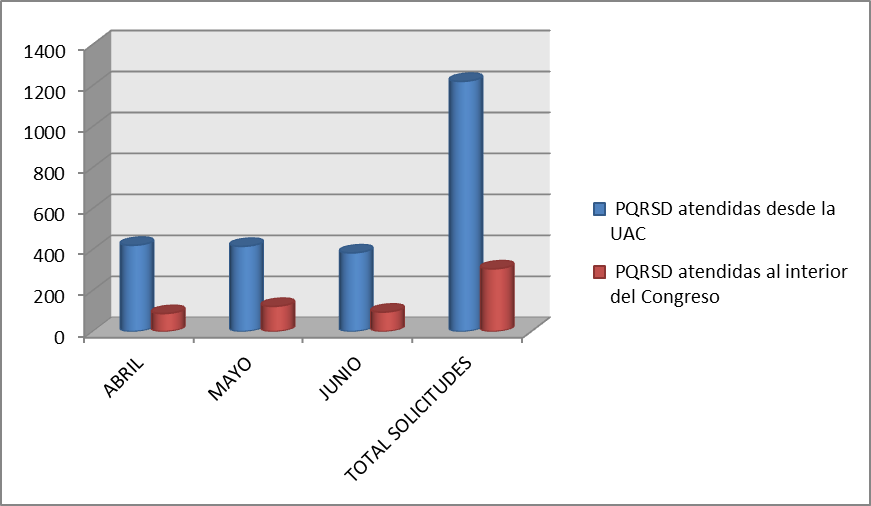 1400
1200
1000
800
600
400
200
0
ABRIL
MAYO
JUNIO
TOTAL SOLICITUDES
PQRSD atendidas desde la
UAC
PQRSD atendidas al interior
del Congreso